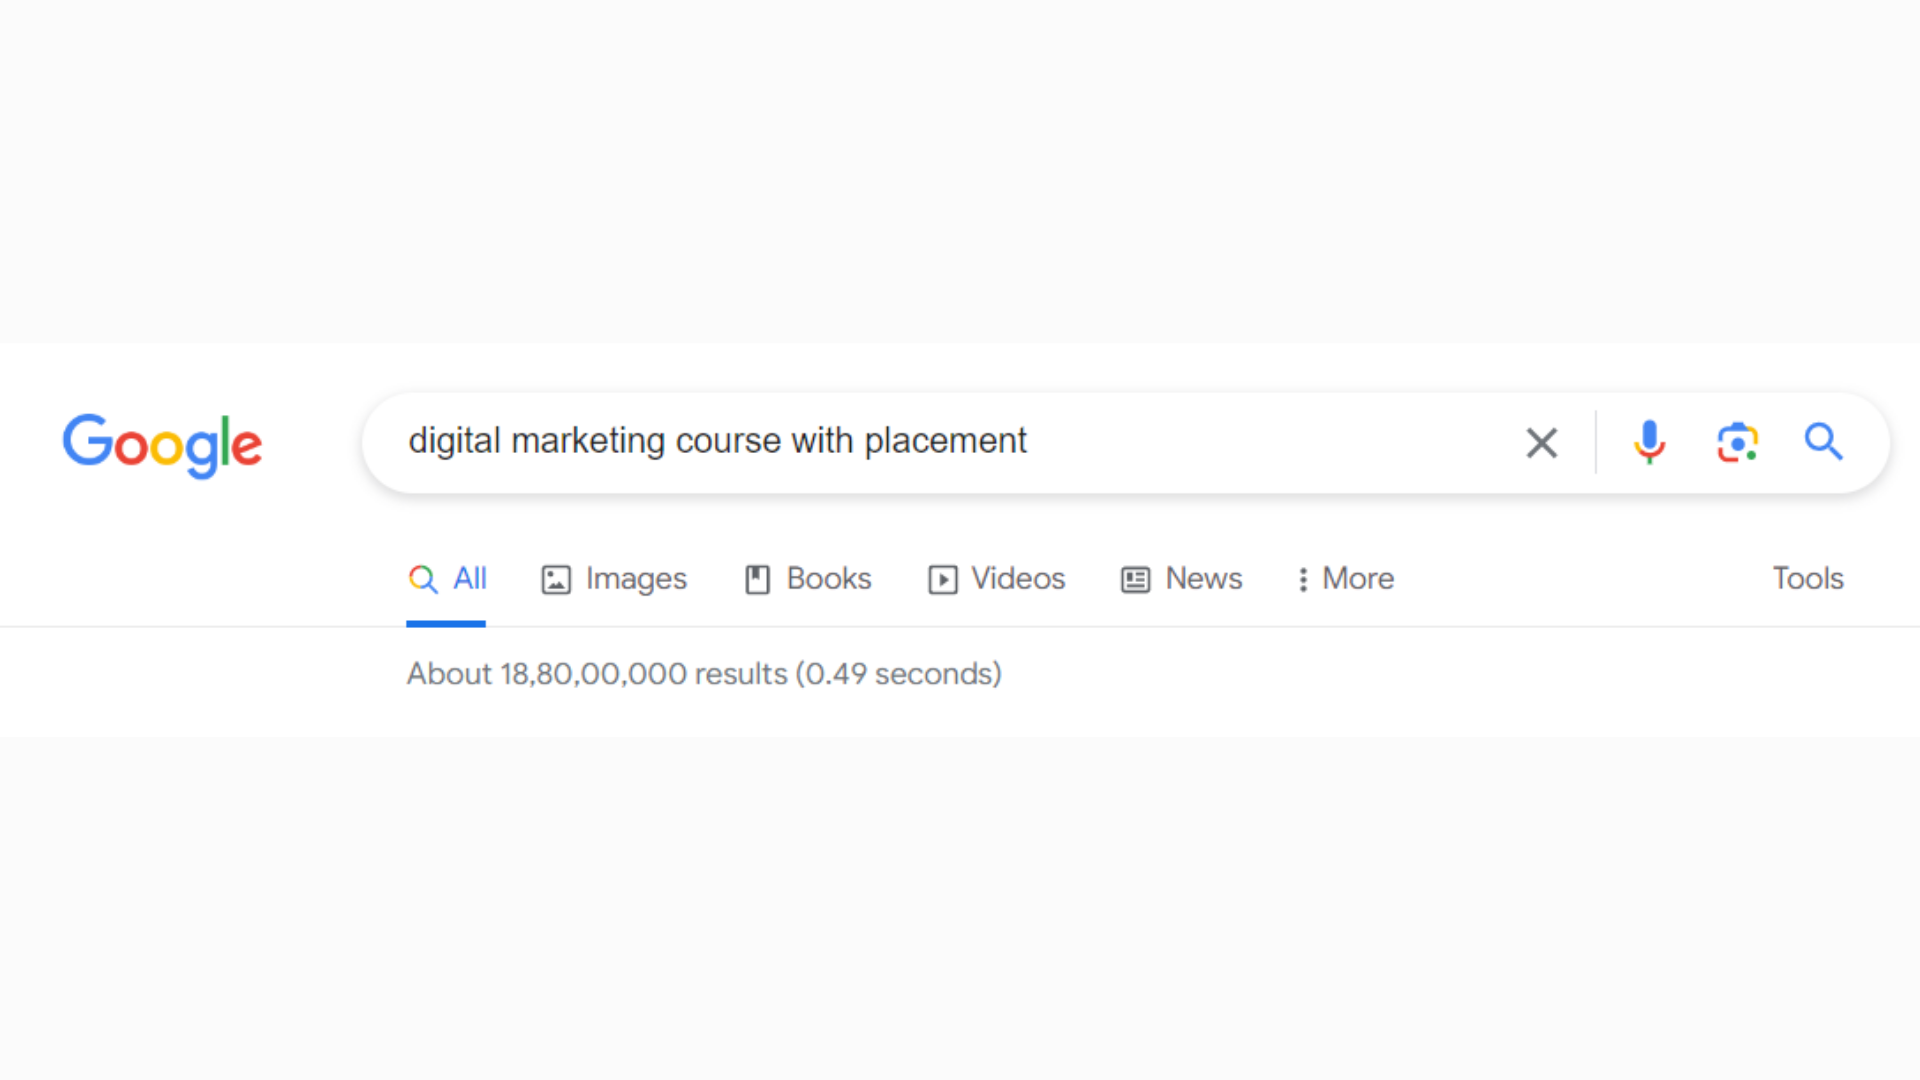 Google digital marketing course with placement
All Images Books Videos News More Tools
About 18,80,00,000 results (0.49 seconds)